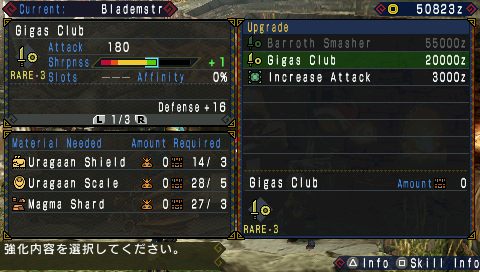 Current: Blademstr
50823z
Gigas Club
Attack 180
Shrpnss +1
RARE-3
Slots --- Affinity 0%
Defense+16
L 1/3 R
Material Needed Amount Required
Uragaan Shield 0 14/ 3
Uragaan Scale 0 28/ 5
Magma Shard 0 27/ 3
Upgrade
Barroth Smasher 55000z
Gigas Club 20000z
Increase Attack 3000z
Gigas Club Amount 0
RARE-3
強化内容を選択してください。
Info Skill Info